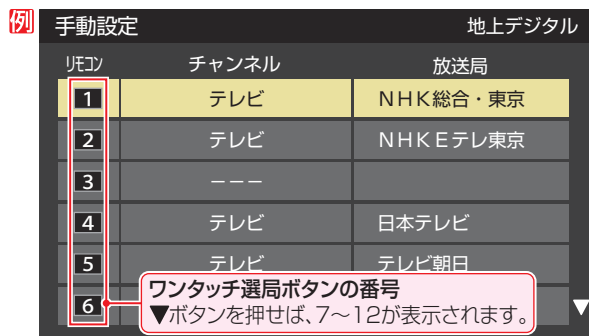 例
手動設定 地上デジタル
リモコン チャンネル 放送局
1 テレビ NHK総合・東京
2 テレビ NHKEテレ東京
3 −−−
4 テレビ 日本テレビ
5 テレビ テレビ朝日
6
ワンタッチ選局ボタンの番号
▼ボタンを押せば、7〜12が表示されます。
▼